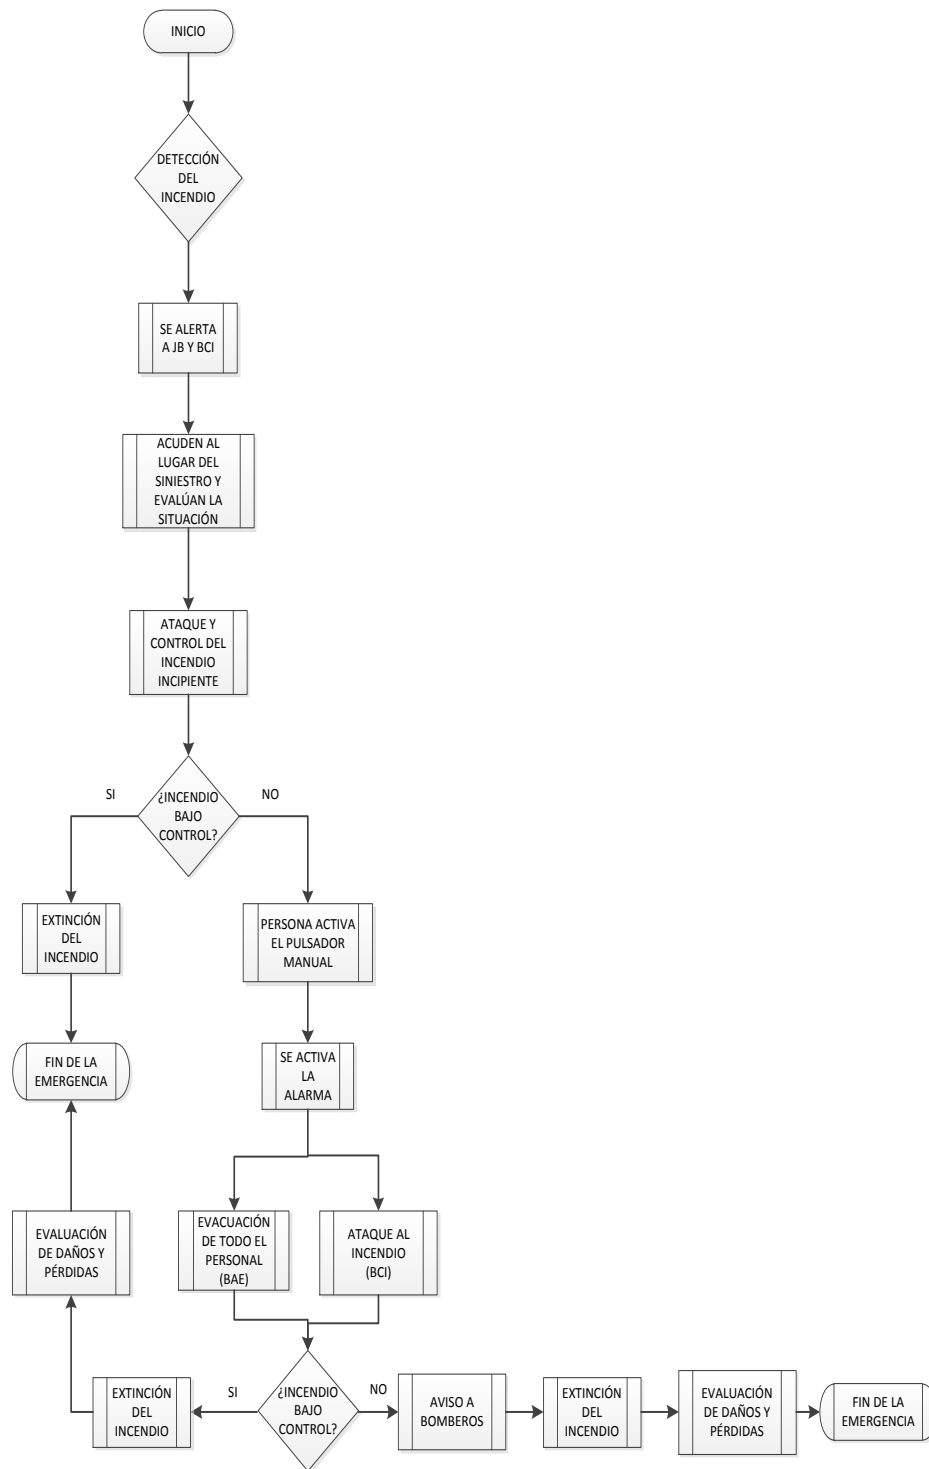 INICIO
DETECCIÓN
DEL
INCENDIO
SE ALERTA
A JB Y BCI
ACUDEN AL
LUGAR DEL
SINIESTRO Y
EVALÚAN LA
SITUACIÓN
ATAQUE Y
CONTROL DEL
INCENDIO
INCIPIENTE
SI
¿INCENDIO
BAJO
CONTROL?
NO
EXTINCIÓN
DEL
INCENDIO
PERSONA ACTIVA
EL PULSADOR
MANUAL
FIN DE LA
EMERGENCIA
SE ACTIVA
LA
ALARMA
EVALUACIÓN
DE DAÑOS Y
PÉRDIDAS
EVACUACIÓN
DE TODO EL
PERSONAL
(BAE)
ATAQUE AL
INCENDIO
(BCI)
EXTINCIÓN
DEL
INCENDIO
SI
¿INCENDIO
BAJO
CONTROL?
NO
AVISO A
BOMBEROS
EXTINCIÓN
DEL
INCENDIO
EVALUACIÓN
DE DAÑOS Y
PÉRDIDAS
FIN DE LA
EMERGENCIA